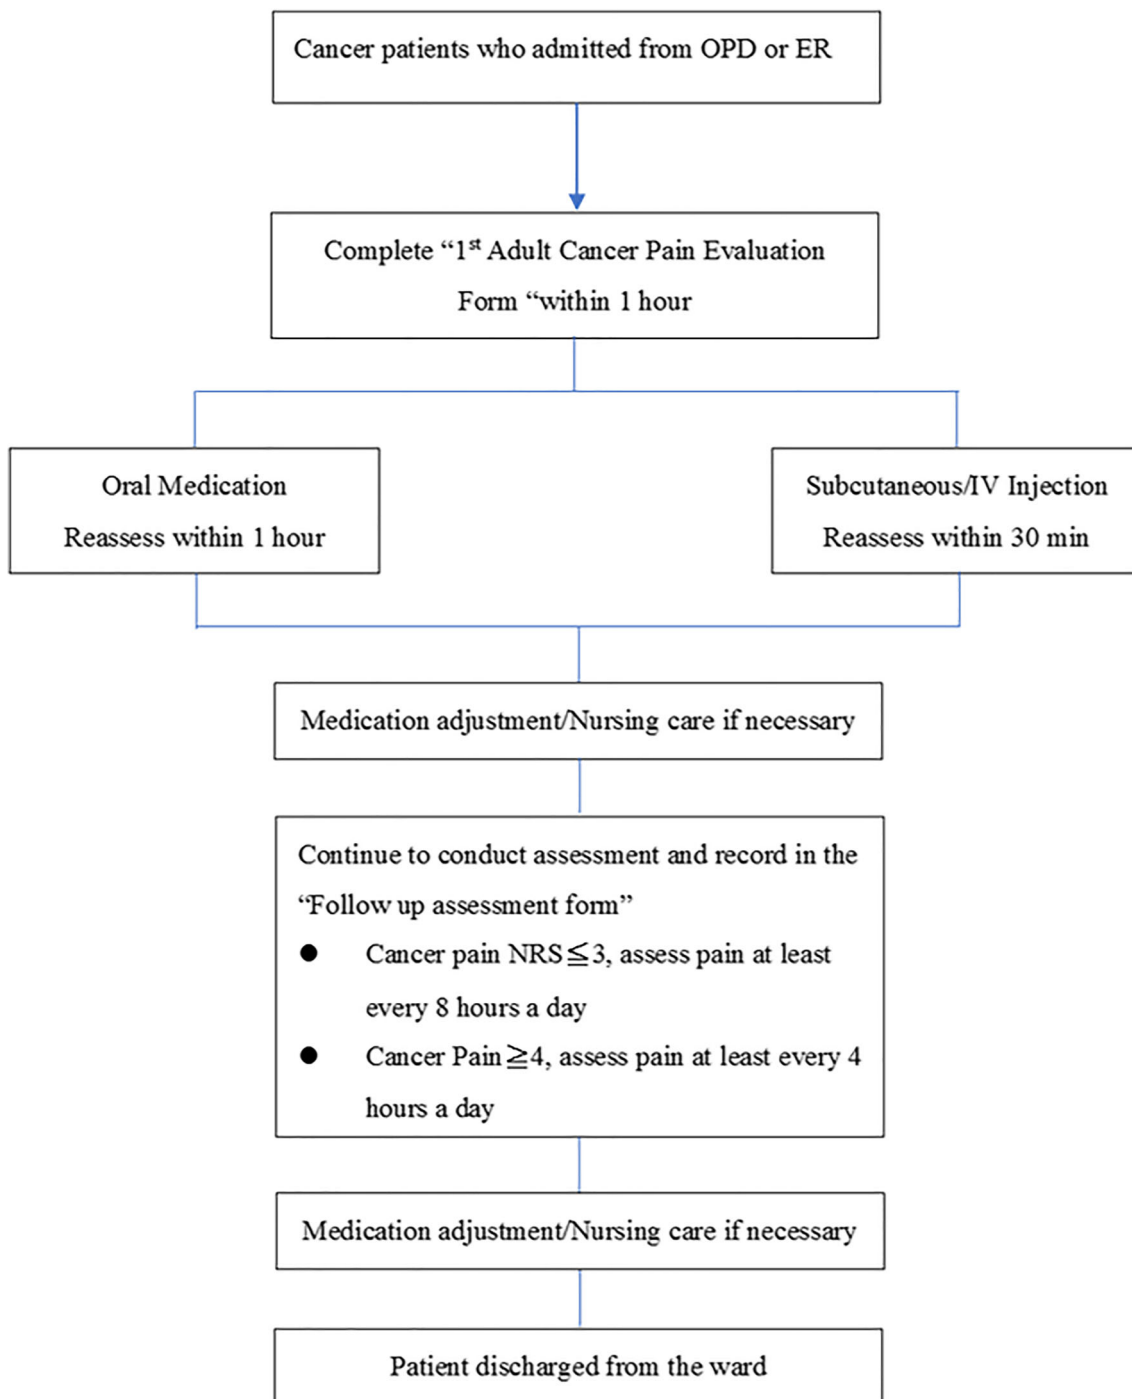 Cancer patients who admitted from OPD or ER
Complete “1st Adult Cancer Pain Evaluation
Form “within 1 hour
Oral Medication
Reassess within 1 hour
Subcutaneous/IV Injection
Reassess within 30 min
Medication adjustment/Nursing care if necessary
Continue to conduct assessment and record in the
“Follow up assessment form”
● Cancer pain NRS≦3, assess pain at least
every 8 hours a day
● Cancer Pain≧4, assess pain at least every 4
hours a day
Medication adjustment/Nursing care if necessary
Patient discharged from the ward